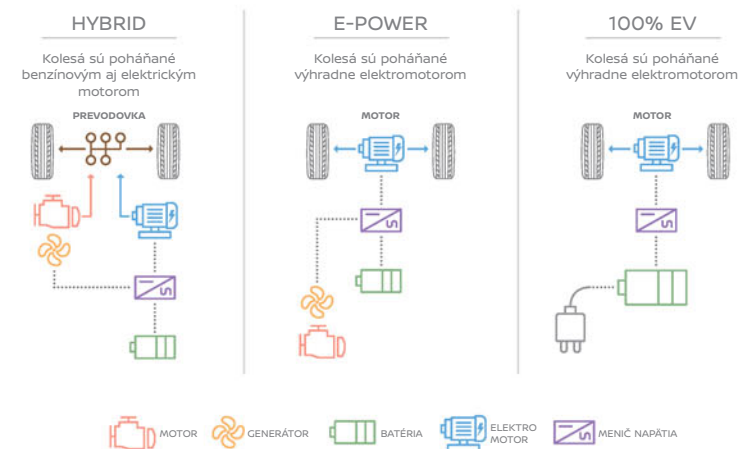 HYBRID
Kolesá sú poháňané
benzínovým aj elektrickým
motorom
PREVODOVKA
E-POWER
Kolesá sú poháňané
výhradne elektromotorom
MOTOR
100% EV
Kolesá sú poháňané
výhradne elektromotorom
MOTOR
MOTOR
GENERÁTOR
BATÉRIA
ELEKTRO
MOTOR
MENIČ NAPÄTIA